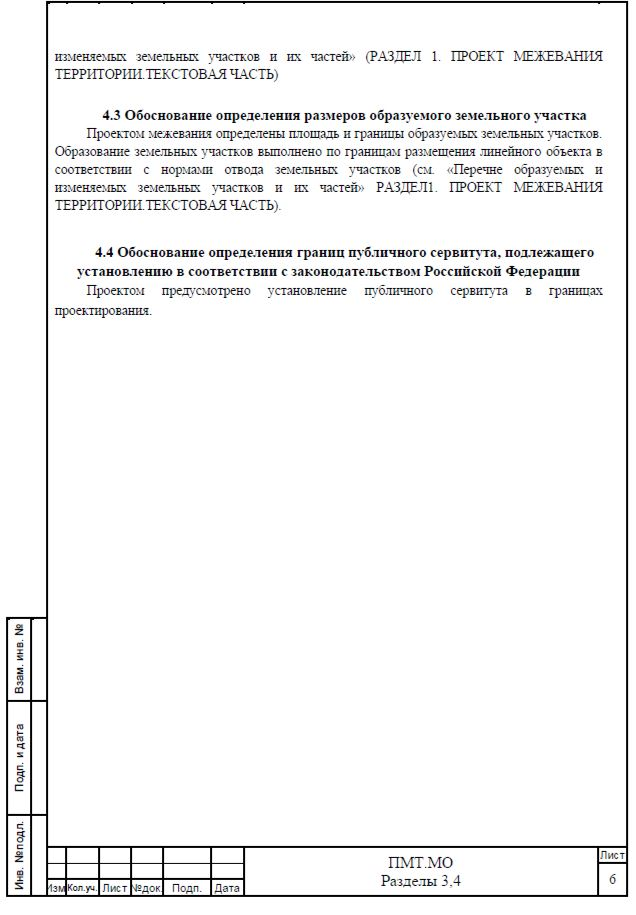 изменяемых земельных участков и их частей» (РАЗДЕЛ 1. ПРОЕКТ МЕЖЕВАНИЯ
ТЕРРИТОРИИ.ТЕКСТОВАЯ ЧАСТЬ)
4.3 Обоснование определения размеров образуемого земельного участка
Проектом межевания определены площадь и границы образуемых земельных участков.
Образование земельных участков выполнено по границам размещения линейного объекта в
соответствии с нормами отвода земельных участков (см. «Перечне образуемых и
изменяемых земельных участков и их частей» РАЗДЕЛ1. ПРОЕКТ МЕЖЕВАНИЯ
ТЕРРИТОРИИ.ТЕКСТОВАЯ ЧАСТЬ).
4.4 Обоснование определения границ публичного сервитута, подлежащего
установлению в соответствии с законодательством Российской Федерации
Проектом предусмотрено установление публичного сервитута в границах
проектирования.
Взам. инв. №
Подп. и дата
Инв. №подл.
Изм Кол.уч. Лист №док. Подп. Дата
ПМТ.МО
Разделы 3,4
Лист
6